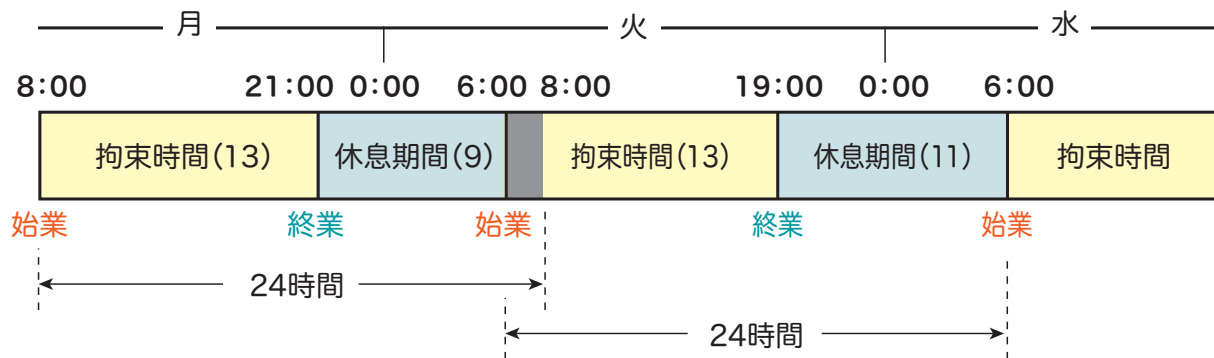 月 火 水
8:00 21:00 0:00 6:00 8:00 19:00 0:00 6:00
拘束時間(13) 休息期間(9) 拘束時間(13) 休息期間(11) 拘束時間
始業 終業 始業 終業 始業
24時間
24時間